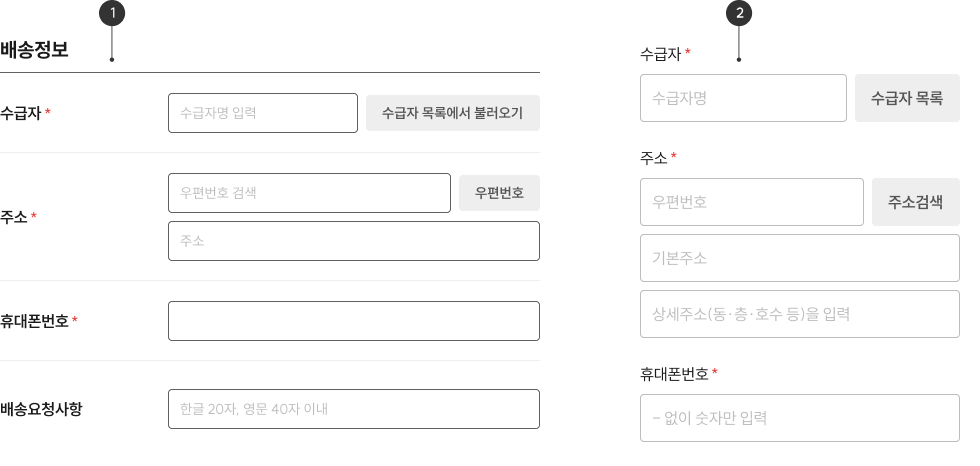 1
배송정보
수급자 *
수급자명 입력
수급자 목록에서 불러오기
주소 *
우편번호 검색
우편번호
주소
휴대폰번호 *
배송요청사항
한글 20자, 영문 40자 이내
2
수급자 *
수급자명
수급자 목록
주소 *
우편번호
주소검색
기본주소
상세주소(동·층·호수 등)을 입력
휴대폰번호 *
- 없이 숫자만 입력